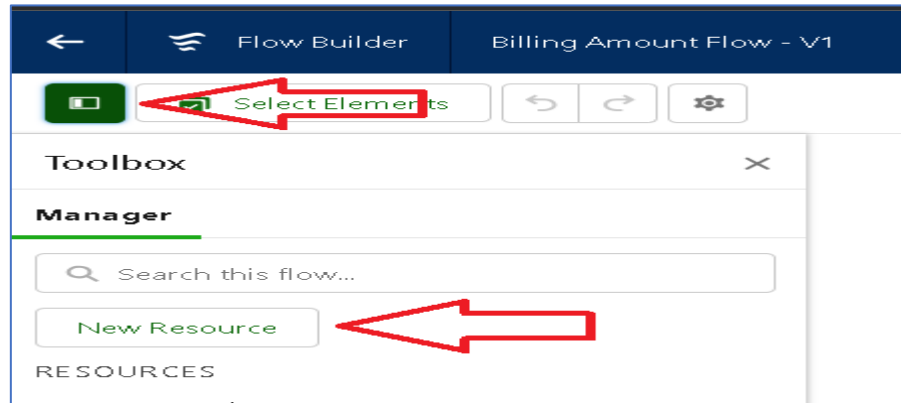 Flow Builder Billing Amount Flow - V1
Select Elements
Toolbox
Manager
Search this flow...
New Resource
RESOURCES